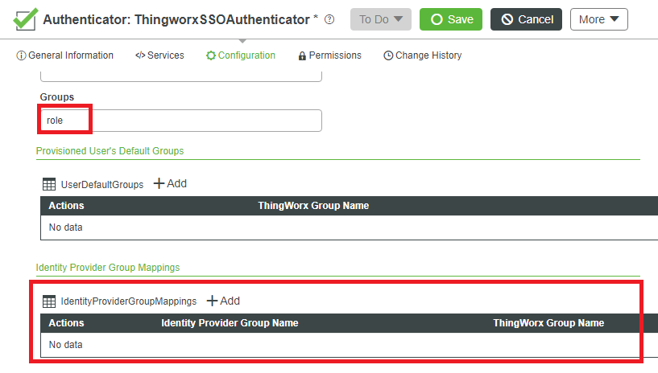 Authenticator: ThingworxSSOAuthenticator * To Do Save Cancel More
General Information Services Configuration Permissions Change History
Groups
role
Provisioned User's Default Groups
UserDefaultGroups Add
Actions ThingWorx Group Name
No data
Identity Provider Group Mappings
IdentityProviderGroupMappings Add
Actions Identity Provider Group Name ThingWorx Group Name
No data